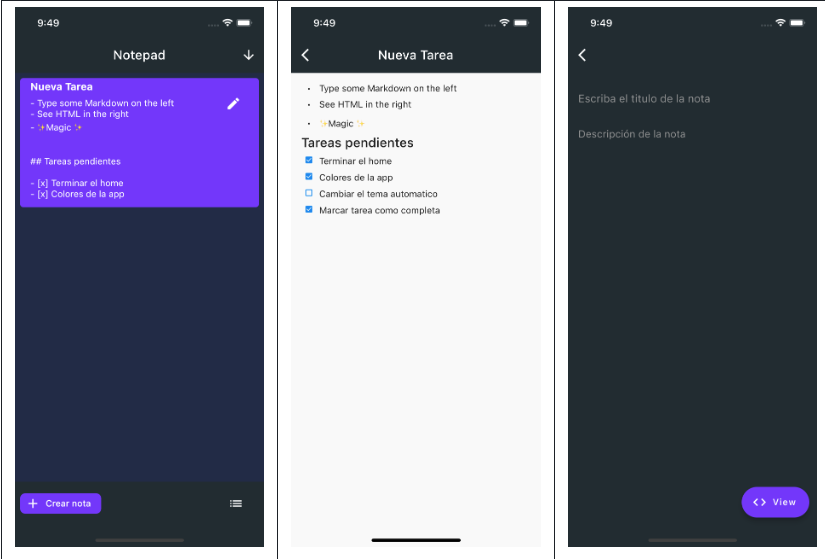 9:49
Notepad
Nueva Tarea
- Type some Markdown on the left
- See HTML in the right
- ✨Magic ✨
## Tareas pendientes
- [x] Terminar el home
- [x] Colores de la app
+ Crear nota
9:49
Nueva Tarea
• Type some Markdown on the left
• See HTML in the right
• ✨Magic ✨
Tareas pendientes
Terminar el home
Colores de la app
Cambiar el tema automatico
Marcar tarea como completa
9:49
Escriba el titulo de la nota
Descripción de la nota
<> View